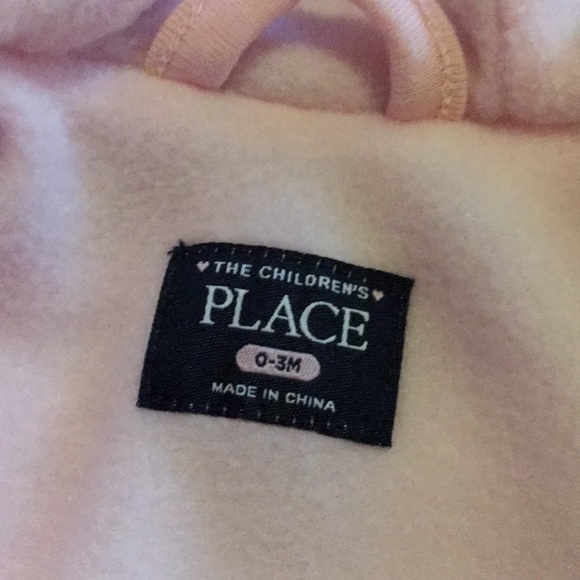 THE CHILDREN'S
PLACE
0-3M
MADE IN CHINA